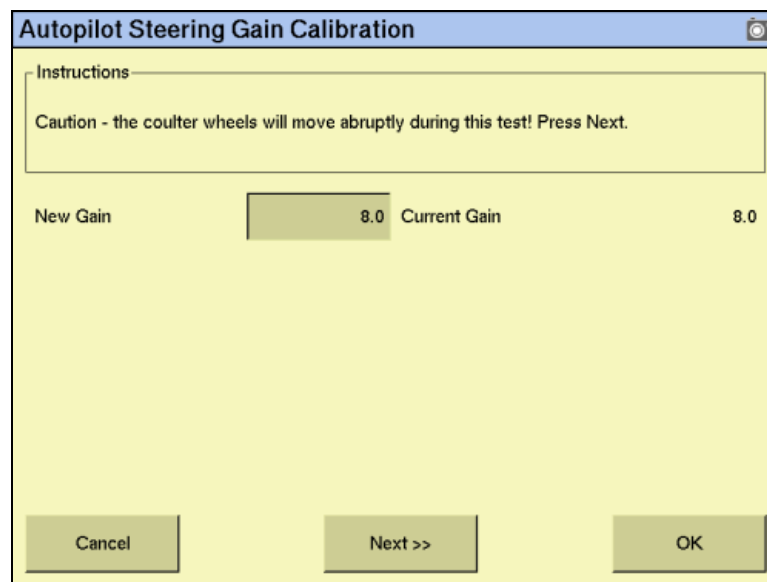 Autopilot Steering Gain Calibration
Instructions
Caution - the coulter wheels will move abruptly during this test! Press Next.
New Gain 8.0 Current Gain 8.0
Cancel Next >> OK